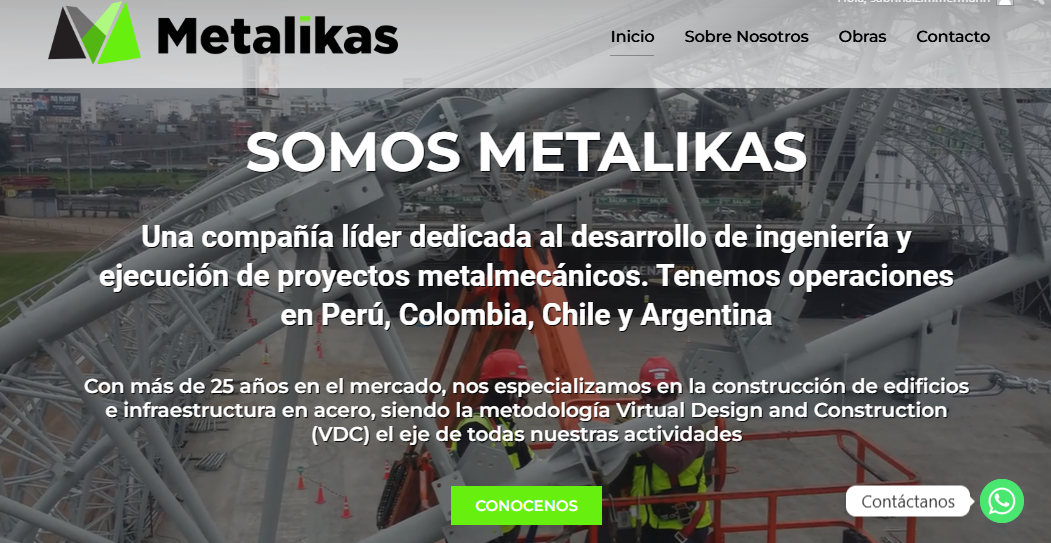 Metalikas
Inicio
Sobre Nosotros
Obras
Contacto
SOMOS METALIKAS
Una compañía líder dedicada al desarrollo de ingeniería y
ejecución de proyectos metalmecánicos. Tenemos operaciones
en Perú, Colombia, Chile y Argentina
Con más de 25 años en el mercado, nos especializamos en la construcción de edificios
e infraestructura en acero, siendo la metodología Virtual Design and Construction
(VDC) el eje de todas nuestras actividades
CONOCENOS
Contáctanos